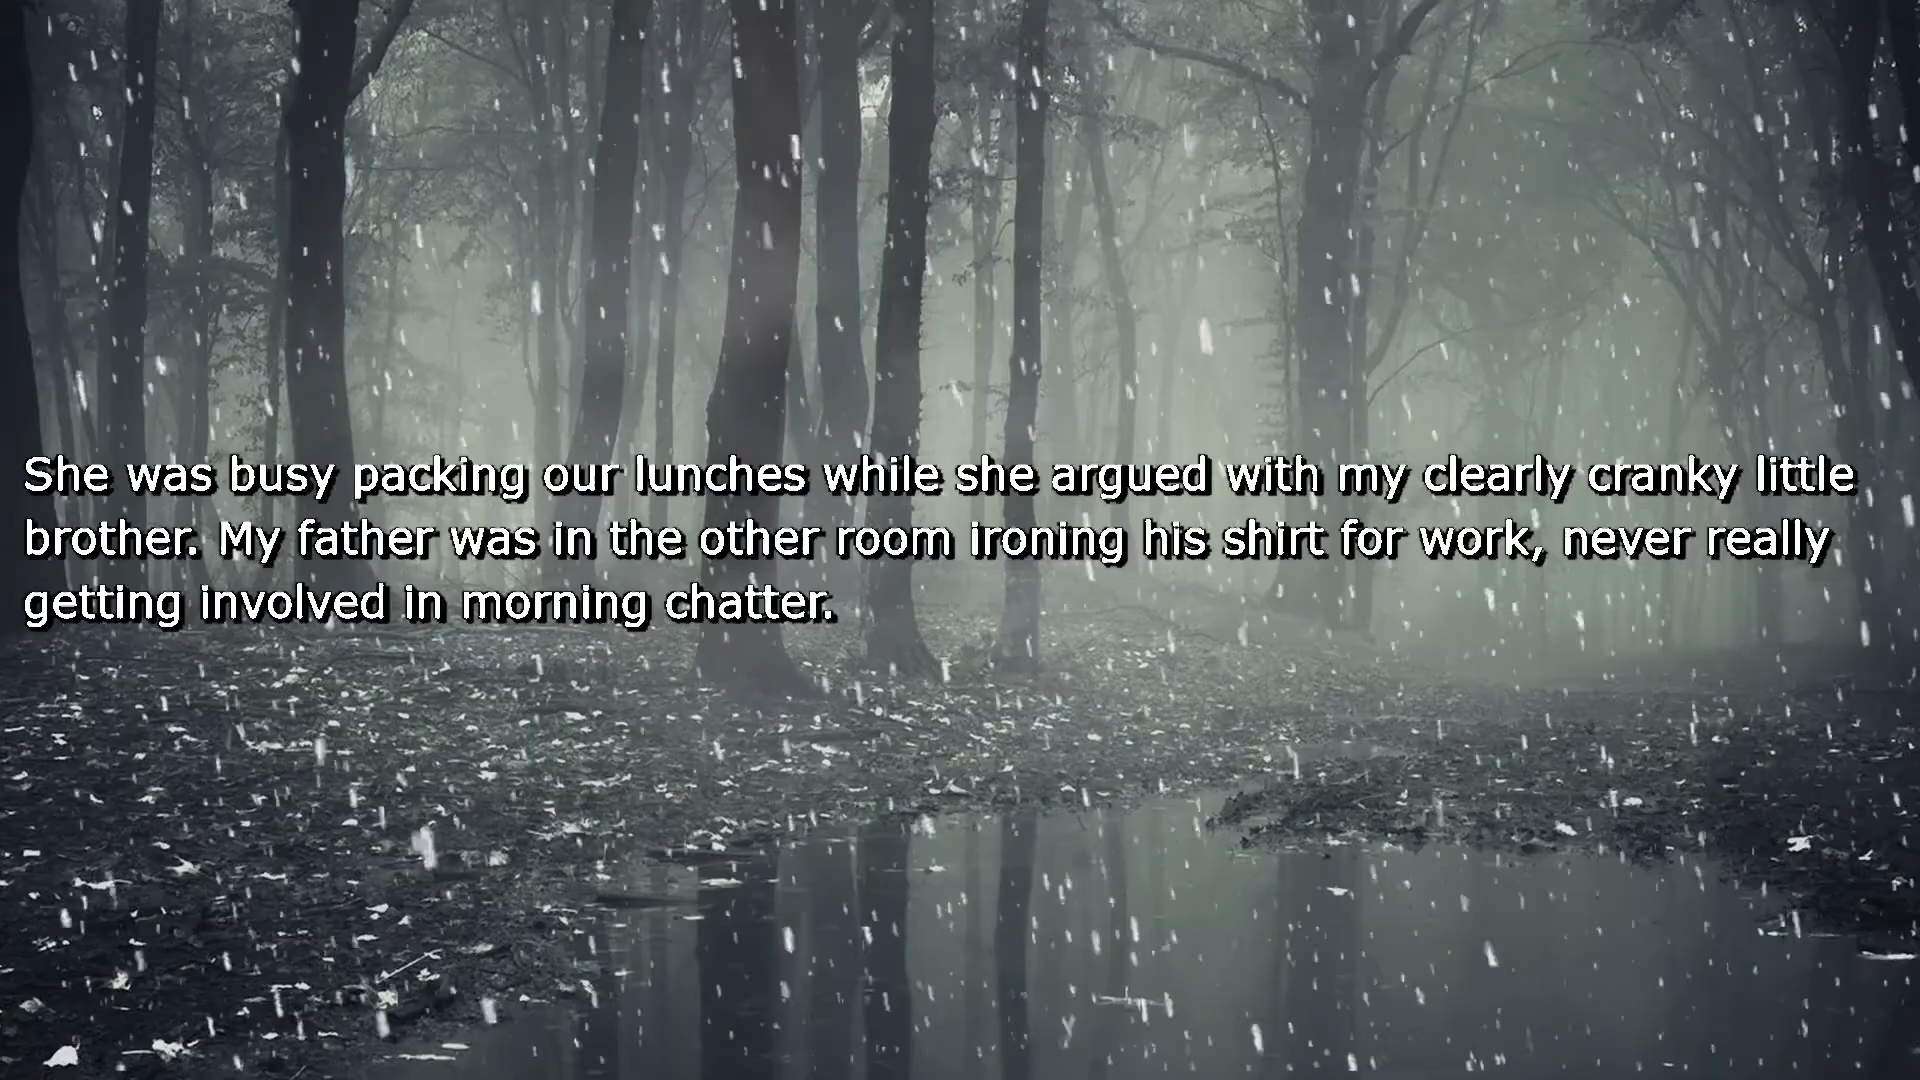 She was busy packing our lunches while she argued with my clearly cranky little
brother. My father was in the other room ironing his shirt for work, never really
getting involved in morning chatter.